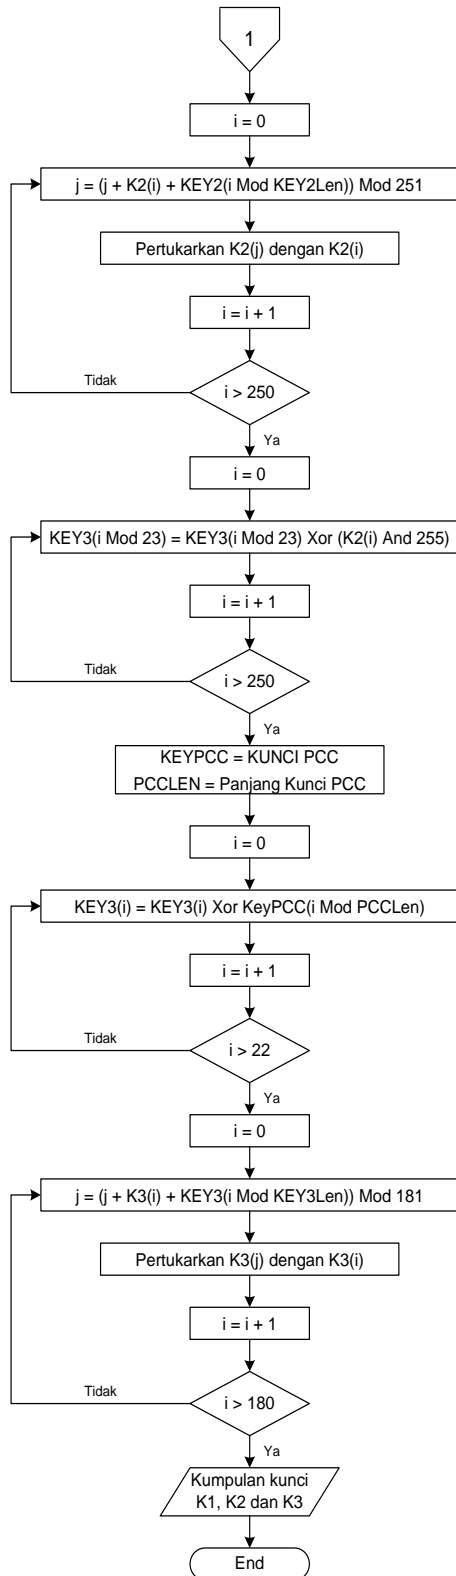 1
i = 0
j = (j + K2(i) + KEY2(i Mod KEY2Len)) Mod 251
Pertukarkan K2(j) dengan K2(i)
i = i + 1
Tidak
i > 250
Ya
i = 0
KEY3(i Mod 23) = KEY3(i Mod 23) Xor (K2(i) And 255)
i = i + 1
Tidak
i > 250
Ya
KEYPCC = KUNCI PCC
PCCLEN = Panjang Kunci PCC
i = 0
KEY3(i) = KEY3(i) Xor KeyPCC(i Mod PCCLen)
i = i + 1
Tidak
i > 22
Ya
i = 0
j = (j + K3(i) + KEY3(i Mod KEY3Len)) Mod 181
Pertukarkan K3(j) dengan K3(i)
i = i + 1
Tidak
i > 180
Ya
Kumpulan kunci
K1, K2 dan K3
End